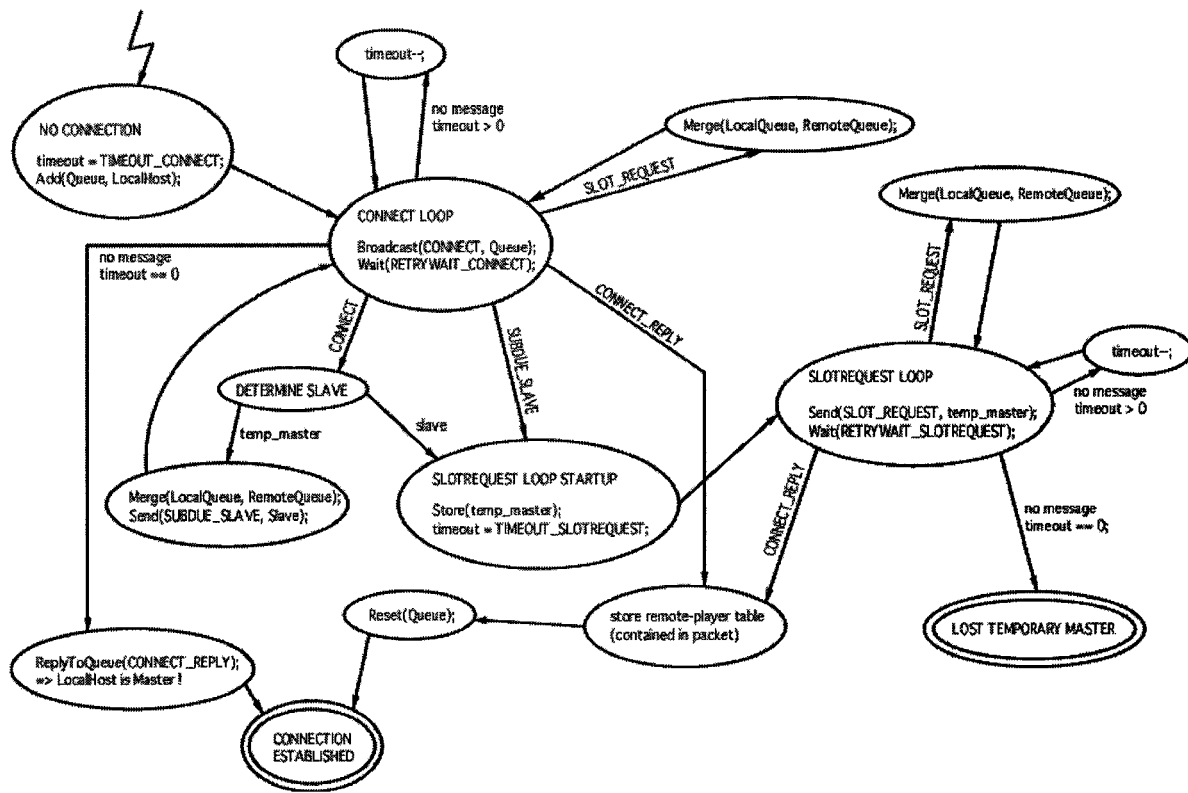 timeout--;
no message
timeout > 0
NO CONNECTION
timeout = TIMEOUT_CONNECT;
Add(Queue, LocalHost);
Merge(LocalQueue, RemoteQueue);
SLOT_REQUEST
CONNECT LOOP
Broadcast(CONNECT, Queue);
Wait(RETRYWAIT_CONNECT);
no message
timeout == 0
Merge(LocalQueue, RemoteQueue);
SLOT_REQUEST
CONNECT
SUBDUE_SLAVE
CONNECT_REPLY
timeout--;
no message
timeout > 0
SLOTREQUEST LOOP
Send(SLOT_REQUEST, temp_master);
Wait(RETRYWAIT_SLOTREQUEST);
DETERMINE SLAVE
temp_master
slave
Merge(LocalQueue, RemoteQueue);
Send(SUBDUE_SLAVE, Slave);
SLOTREQUEST LOOP STARTUP
Store(temp_master);
timeout = TIMEOUT_SLOTREQUEST;
CONNECT_REPLY
no message
timeout == 0;
Reset(Queue);
store remote-player table
(contained in packet)
LOST TEMPORARY MASTER
ReplyToQueue(CONNECT_REPLY);
=> LocalHost is Master !
CONNECTION
ESTABLISHED